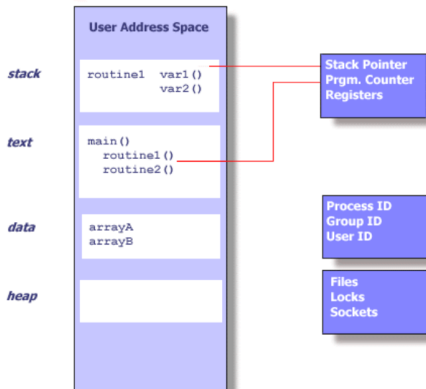 User Address Space
stack
routine1 var1()
var2()
text
main()
routine1()
routine2()
data
arrayA
arrayB
heap
Stack Pointer
Prgm. Counter
Registers
Process ID
Group ID
User ID
Files
Locks
Sockets